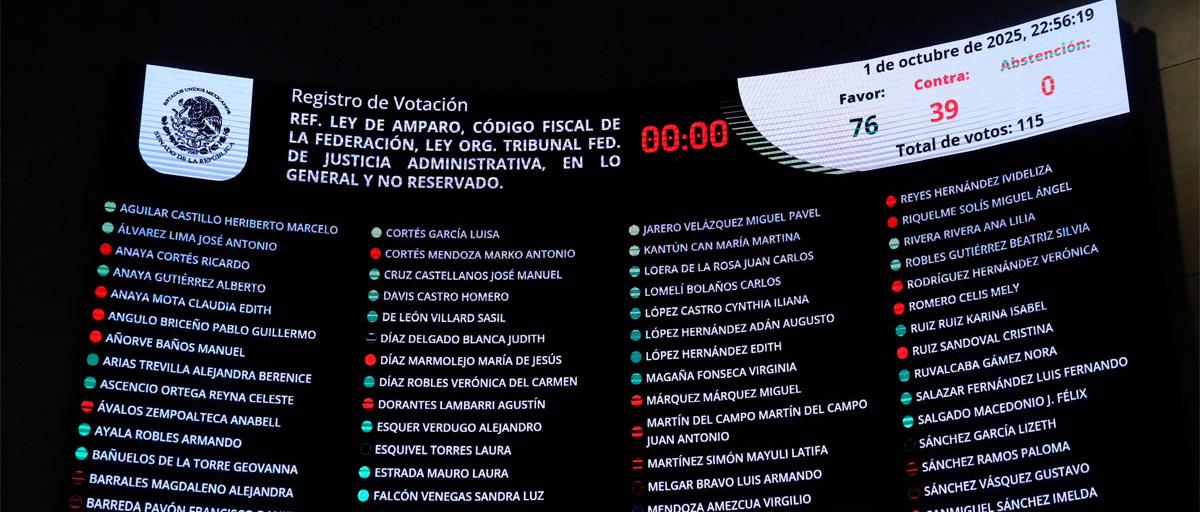 ESTADOS UNIDOS MEXICANOS
SENADO DE LA REPÚBLICA
Registro de Votación
REF. LEY DE AMPARO, CÓDIGO FISCAL DE
LA FEDERACIÓN, LEY ORG. TRIBUNAL FED.
DE JUSTICIA ADMINISTRATIVA, EN LO
GENERAL Y NO RESERVADO.
00:00
1 de octubre de 2025, 22:56:19
Favor: Contra: Abstención:
76 39 0
Total de votos: 115
AGUILAR CASTILLO HERIBERTO MARCELO
ÁLVAREZ LIMA JOSÉ ANTONIO
ANAYA CORTÉS RICARDO
ANAYA GUTIÉRREZ ALBERTO
ANAYA MOTA CLAUDIA EDITH
ANGULO BRICEÑO PABLO GUILLERMO
AÑORVE BAÑOS MANUEL
ARIAS TREVILLA ALEJANDRA BERENICE
ASCENCIO ORTEGA REYNA CELESTE
ÁVALOS ZEMPOALTECA ANABELL
AYALA ROBLES ARMANDO
BAÑUELOS DE LA TORRE GEOVANNA
BARRALES MAGDALENO ALEJANDRA
BARREDA PAVÓN FRANCISCO
CORTÉS GARCÍA LUISA
CORTÉS MENDOZA MARKO ANTONIO
CRUZ CASTELLANOS JOSÉ MANUEL
DAVIS CASTRO HOMERO
DE LEÓN VILLARD SASIL
DÍAZ DELGADO BLANCA JUDITH
DÍAZ MARMOLEJO MARÍA DE JESÚS
DÍAZ ROBLES VERÓNICA DEL CARMEN
DORANTES LAMBARRI AGUSTÍN
ESQUER VERDUGO ALEJANDRO
ESQUIVEL TORRES LAURA
ESTRADA MAURO LAURA
FALCÓN VENEGAS SANDRA LUZ
JARERO VELÁZQUEZ MIGUEL PAVEL
KANTÚN CAN MARÍA MARTINA
LOERA DE LA ROSA JUAN CARLOS
LOMELÍ BOLAÑOS CARLOS
LÓPEZ CASTRO CYNTHIA ILIANA
LÓPEZ HERNÁNDEZ ADÁN AUGUSTO
LÓPEZ HERNÁNDEZ EDITH
MAGAÑA FONSECA VIRGINIA
MÁRQUEZ MÁRQUEZ MIGUEL
MARTÍN DEL CAMPO MARTÍN DEL CAMPO
JUAN ANTONIO
MARTÍNEZ SIMÓN MAYULI LATIFA
MELGAR BRAVO LUIS ARMANDO
MENDOZA AMEZCUA VIRGILIO
REYES HERNÁNDEZ IVIDELIZA
RIQUELME SOLÍS MIGUEL ÁNGEL
RIVERA RIVERA ANA LILIA
ROBLES GUTIÉRREZ BEATRIZ SILVIA
RODRÍGUEZ HERNÁNDEZ VERÓNICA
ROMERO CELIS MELY
RUIZ RUIZ KARINA ISABEL
RUIZ SANDOVAL CRISTINA
RUVALCABA GÁMEZ NORA
SALAZAR FERNÁNDEZ LUIS FERNANDO
SALGADO MACEDONIO J. FÉLIX
SÁNCHEZ GARCÍA LIZETH
SÁNCHEZ RAMOS PALOMA
SÁNCHEZ VÁSQUEZ GUSTAVO
SANMIGUEL SÁNCHEZ IMELDA